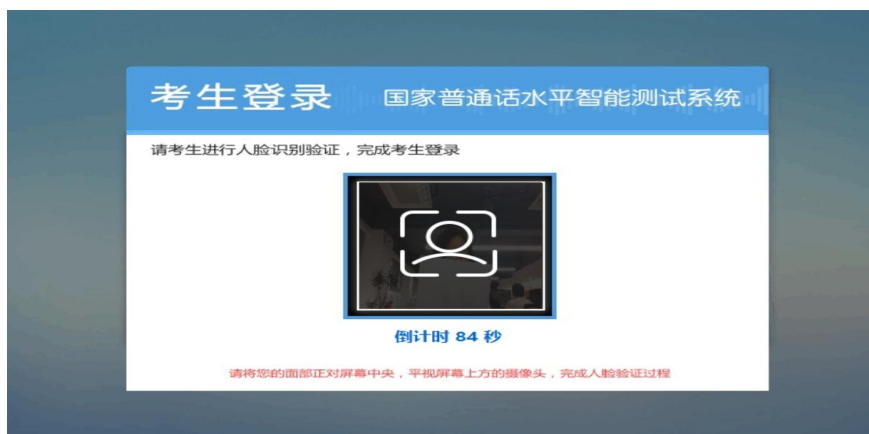 考生登录
国家普通话水平智能测试系统
请考生进行人脸识别验证，完成考生登录
倒计时 84 秒
请将您的面部正对屏幕中央，平视屏幕上方的摄像头，完成人脸验证过程